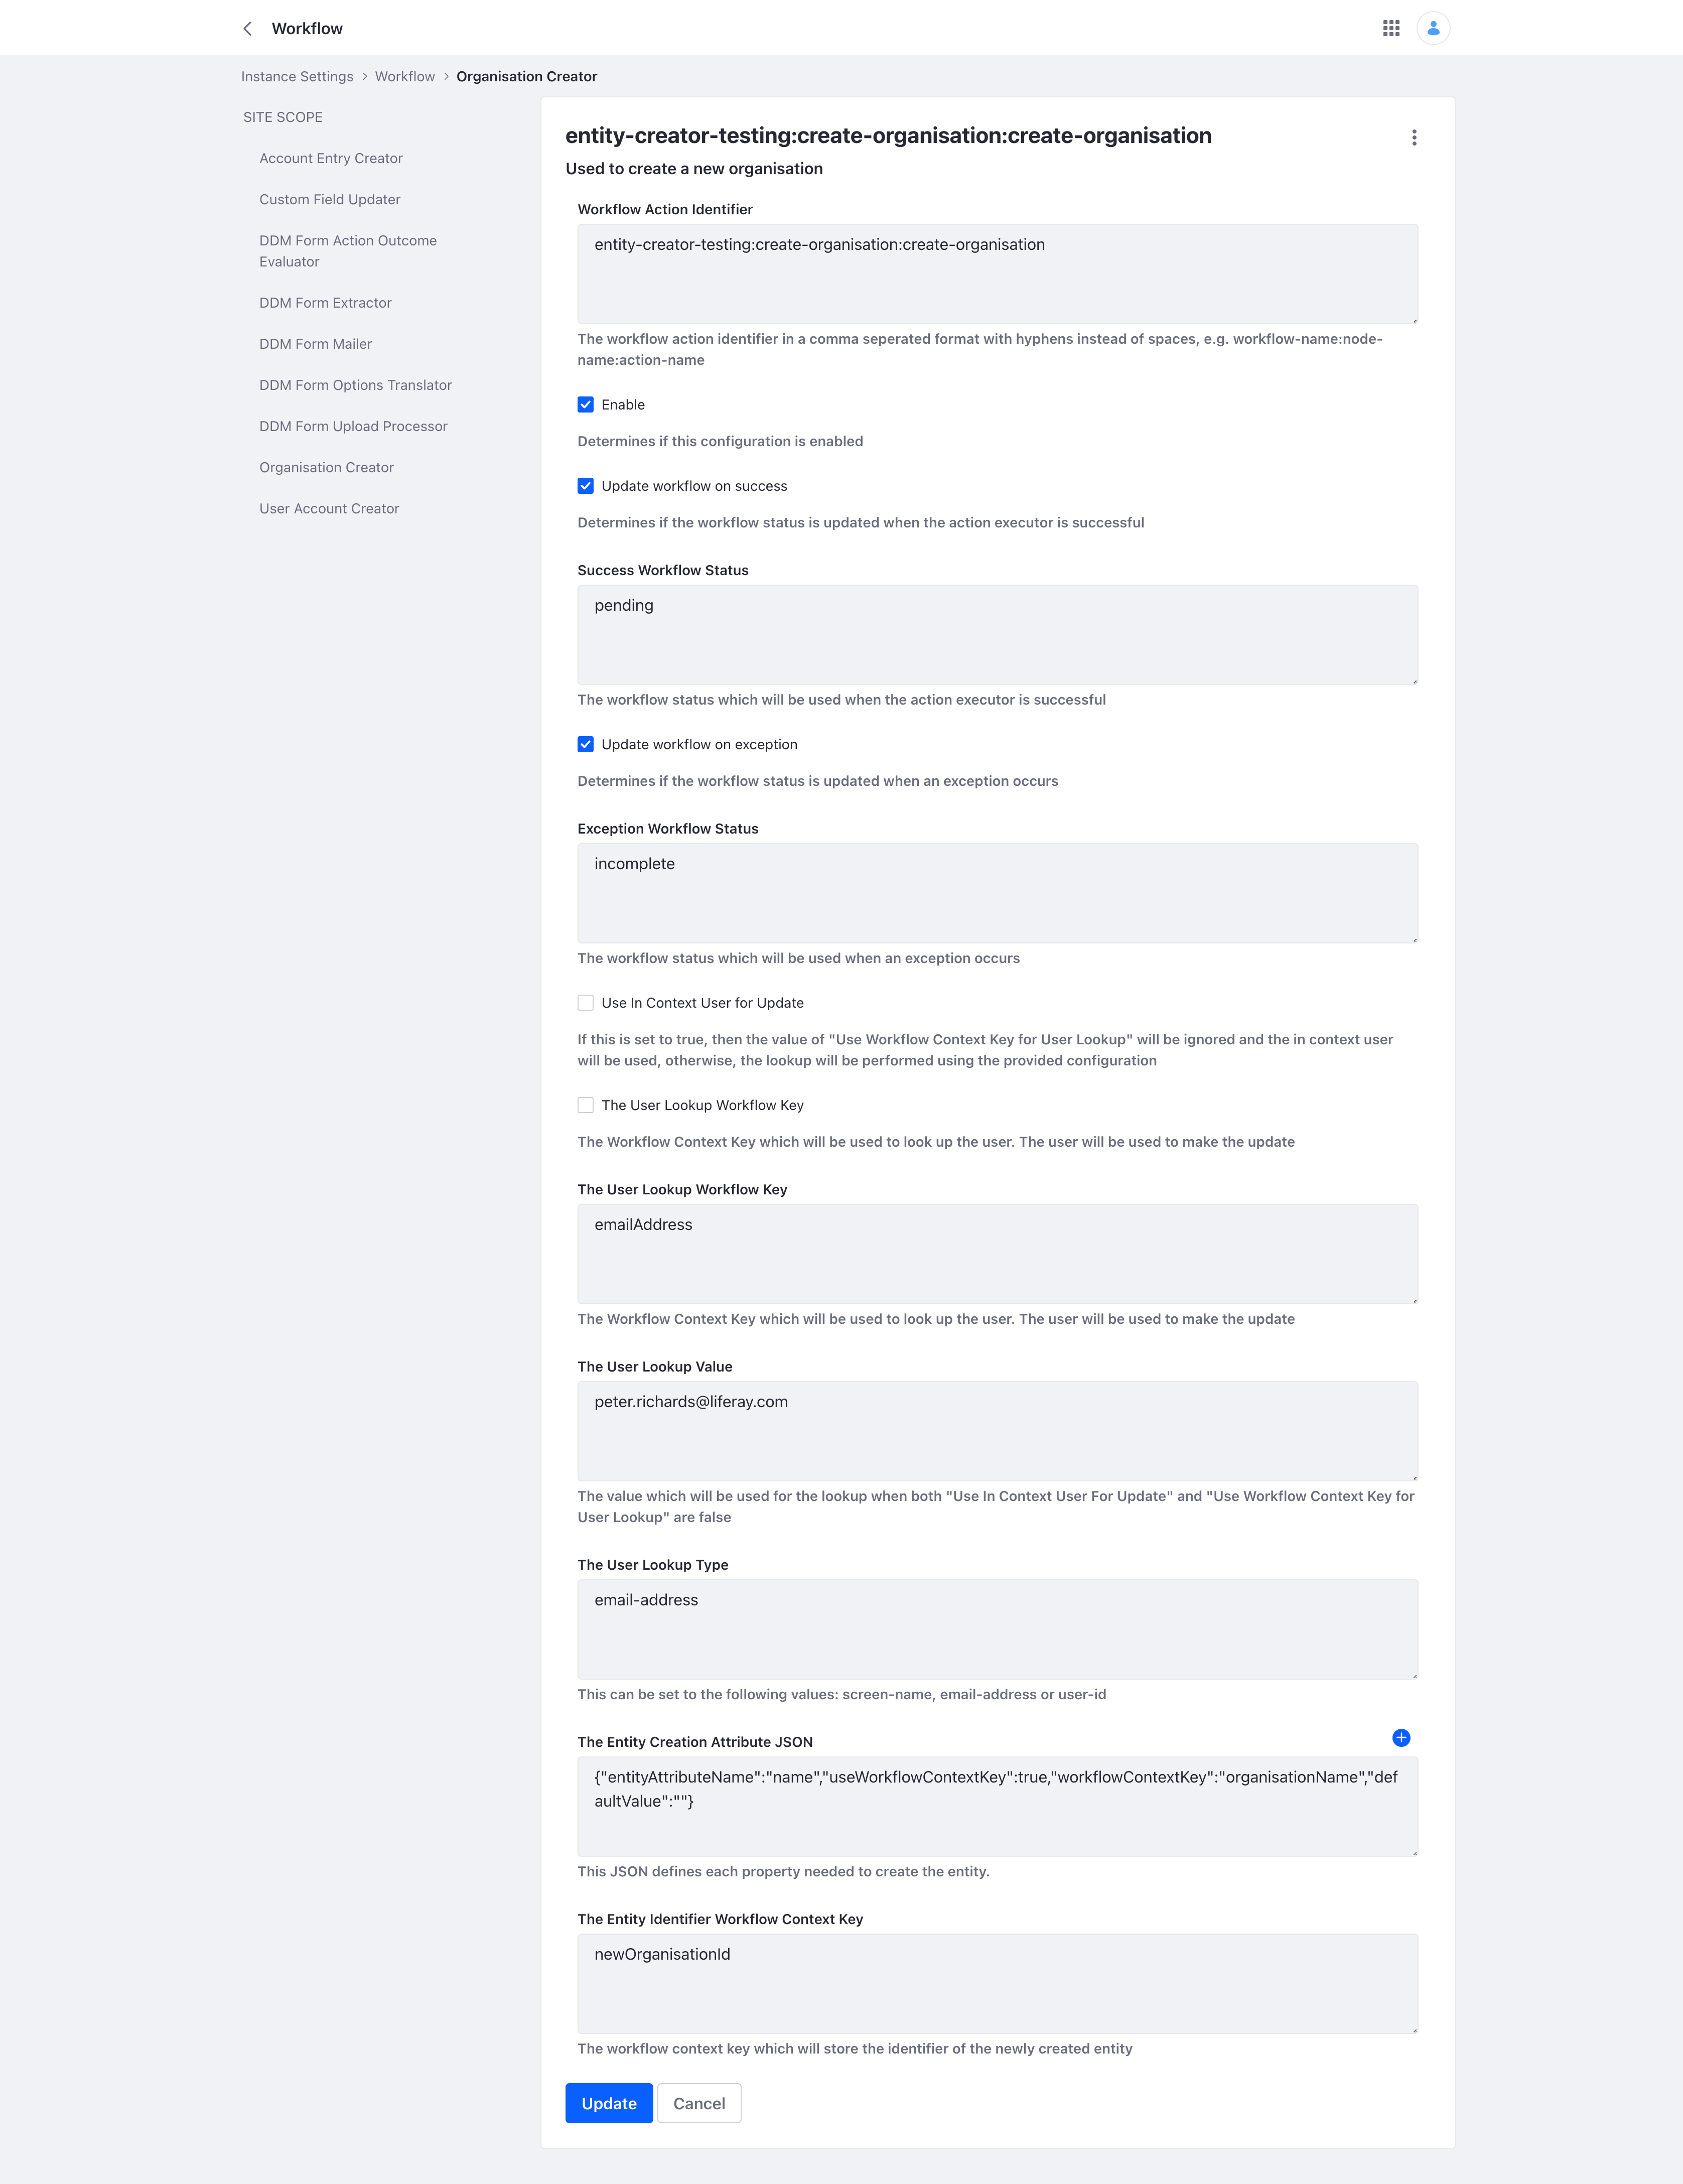 Workflow
Instance Settings > Workflow > Organisation Creator
SITE SCOPE
Account Entry Creator
Custom Field Updater
DDM Form Action Outcome
Evaluator
DDM Form Extractor
DDM Form Mailer
DDM Form Options Translator
DDM Form Upload Processor
Organisation Creator
User Account Creator
entity-creator-testing:create-organisation:create-organisation
Used to create a new organisation
Workflow Action Identifier
entity-creator-testing:create-organisation:create-organisation
The workflow action identifier in a comma seperated format with hyphens instead of spaces, e.g. workflow-name:node-
name:action-name
Enable
Determines if this configuration is enabled
Update workflow on success
Determines if the workflow status is updated when the action executor is successful
Success Workflow Status
pending
The workflow status which will be used when the action executor is successful
Update workflow on exception
Determines if the workflow status is updated when an exception occurs
Exception Workflow Status
incomplete
The workflow status which will be used when an exception occurs
Use In Context User for Update
If this is set to true, then the value of "Use Workflow Context Key for User Lookup" will be ignored and the in context user
will be used, otherwise, the lookup will be performed using the provided configuration
The User Lookup Workflow Key
The Workflow Context Key which will be used to look up the user. The user will be used to make the update
The User Lookup Workflow Key
emailAddress
The Workflow Context Key which will be used to look up the user. The user will be used to make the update
The User Lookup Value
peter.richards@liferay.com
The value which will be used for the lookup when both "Use In Context User For Update" and "Use Workflow Context Key for
User Lookup" are false
The User Lookup Type
email-address
This can be set to the following values: screen-name, email-address or user-id
The Entity Creation Attribute JSON
{"entityAttributeName":"name","useWorkflowContextKey":true,"workflowContextKey":"organisationName","def
aultValue":""}
This JSON defines each property needed to create the entity.
The Entity Identifier Workflow Context Key
newOrganisationId
The workflow context key which will store the identifier of the newly created entity
Update Cancel